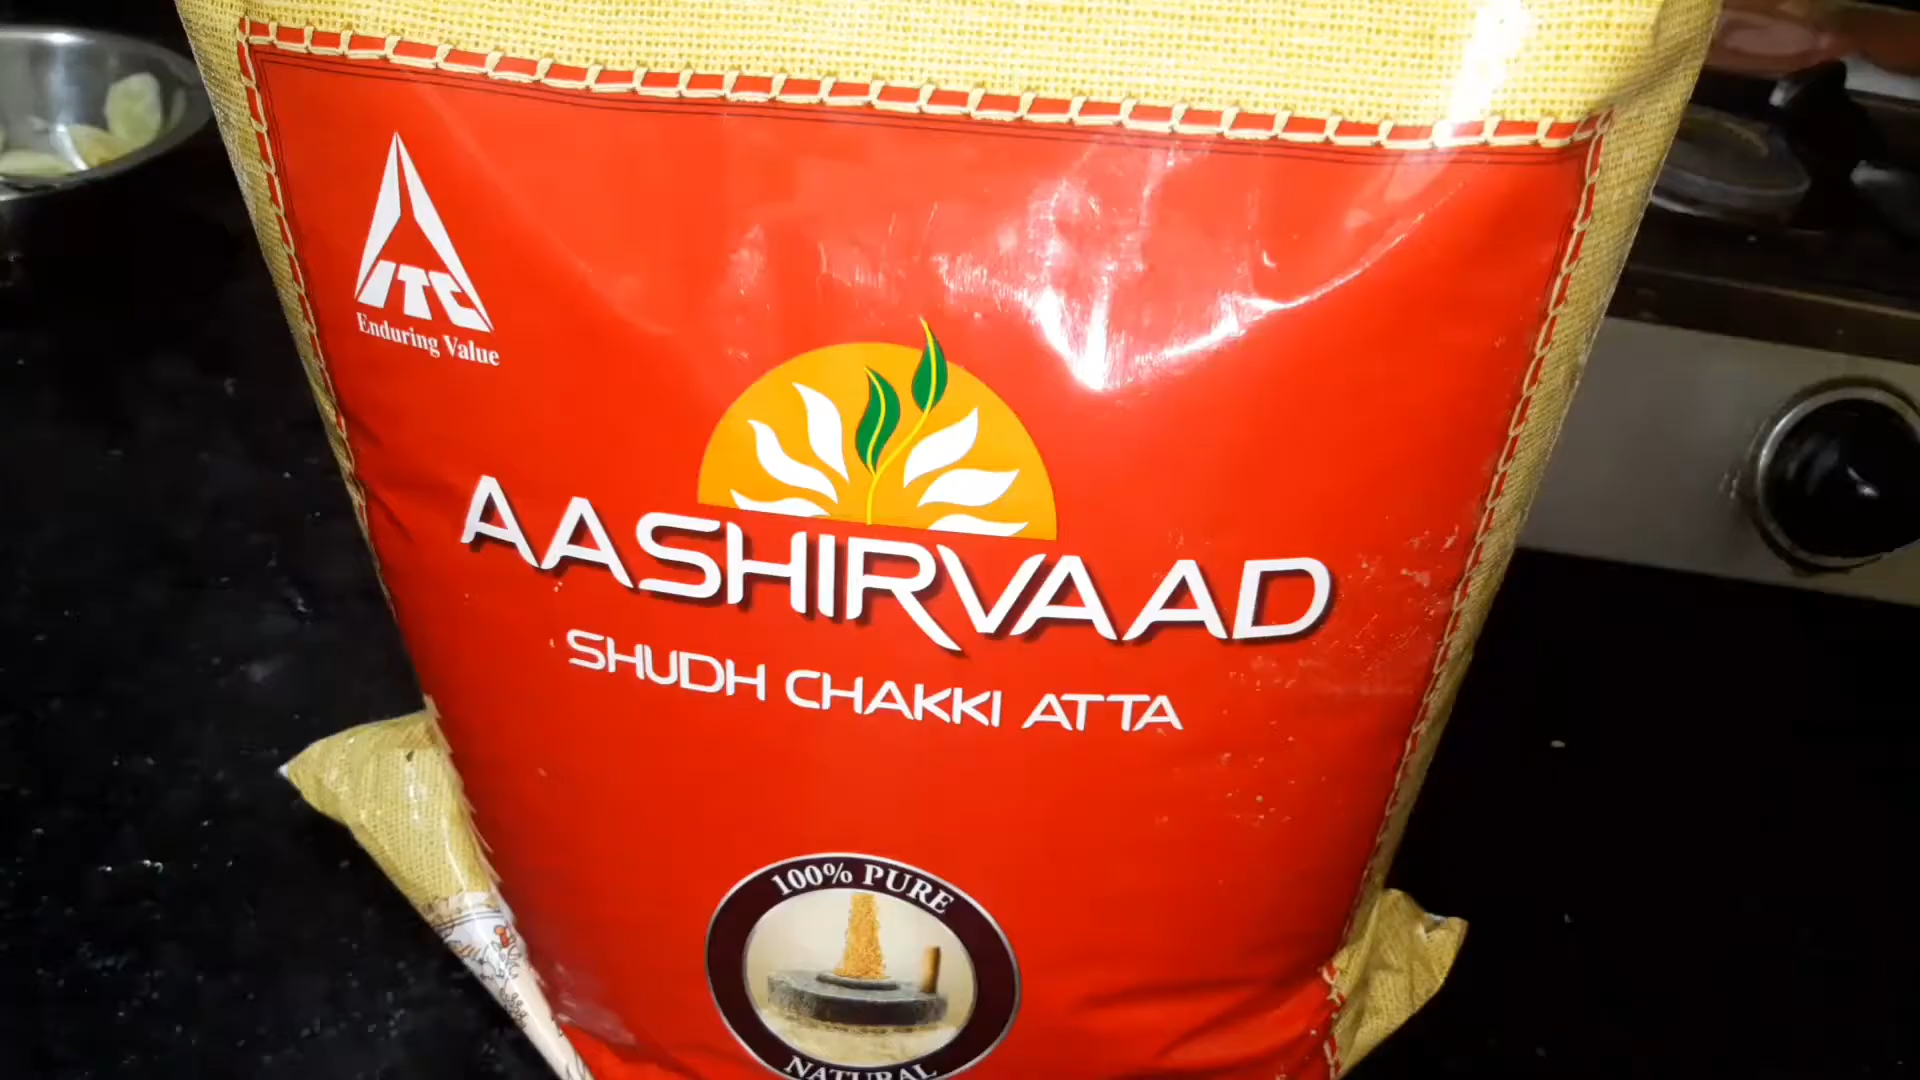 ITC
Enduring Value
AASHIRVAAD
SHUDH CHAKKI ATTA
100% PURE
NATURAL